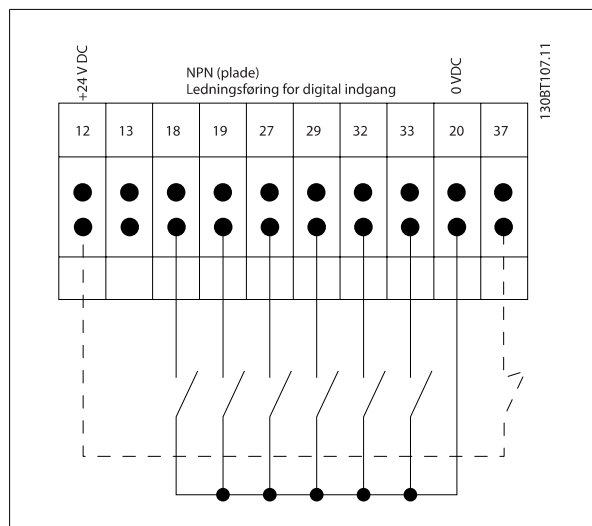 +24 V DC
NPN (plade)
Ledningsføring for digital indgang
0 VDC
130BT107.11
12 13 18 19 27 29 32 33 20 37